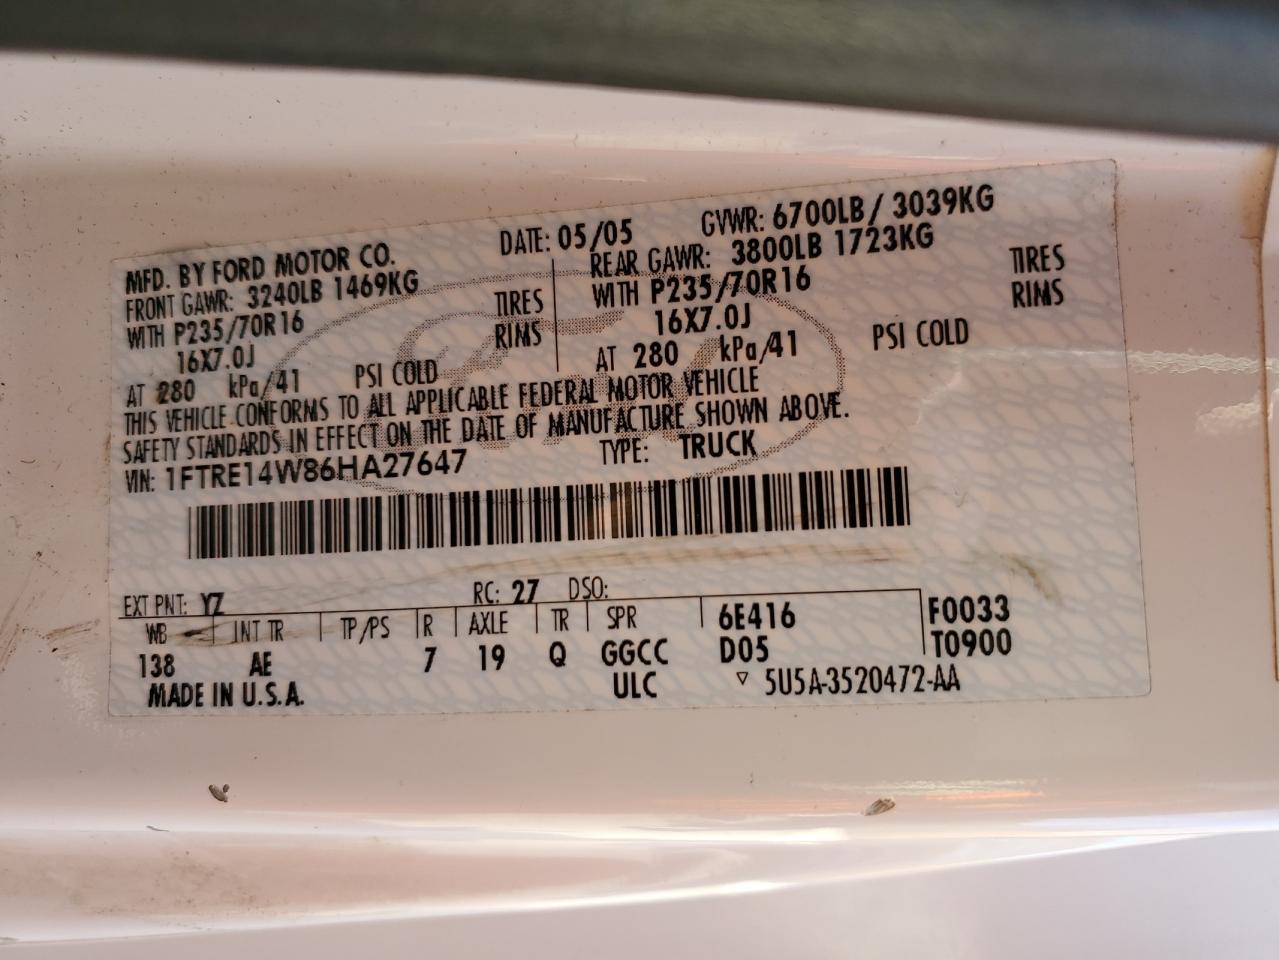 MFD. BY FORD MOTOR CO. DATE: 05/05 GVWR: 6700LB / 3039KG
FRONT GAWR: 3240LB 1469KG REAR GAWR: 3800LB 1723KG
WITH P235/70R16 TIRES WITH P235/70R16 TIRES
16X7.0J RIMS 16X7.0J RIMS
AT 280 kPa/41 PSI COLD AT 280 kPa/41 PSI COLD
THIS VEHICLE CONFORMS TO ALL APPLICABLE FEDERAL MOTOR VEHICLE
SAFETY STANDARDS IN EFFECT ON THE DATE OF MANUFACTURE SHOWN ABOVE.
VIN: 1FTRE14W86HA27647 TYPE: TRUCK
EXT PNT: YZ RC: 27 DSO:
WB INT TR TP/PS R AXLE TR SPR 6E416 F0033
138 AE 7 19 Q GGCC D05 T0900
MADE IN U.S.A. ULC ▽ 5U5A-3520472-AA